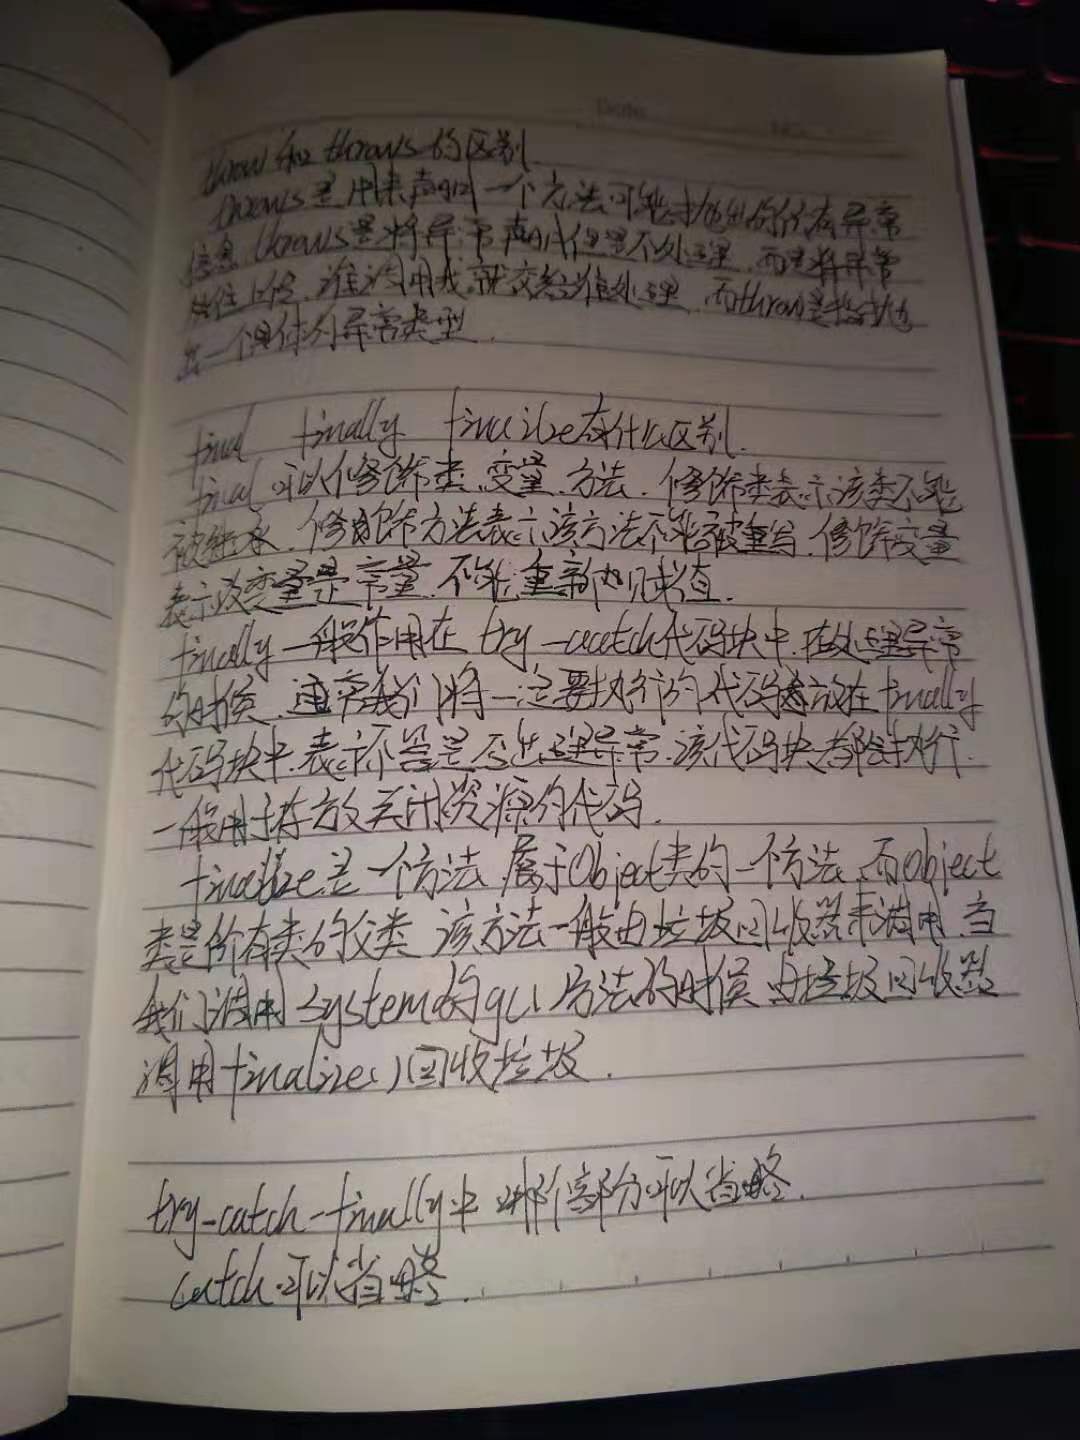 Date
No.
throw和throws的区别
throws是用来声明一个方法可能抛出的所有异常
信息 throws是将异常声明但是不处理,而是将异常
往上传,谁调用我就交给谁处理.而throw是指抛
出一个具体的异常类型.
final finally finalize有什么区别.
final可以修饰类、变量、方法.修饰类表示该类不能
被继承.修饰方法表示该方法不能被重写.修饰变量
表示该变量是常量.不能重新赋值.
finally一般作用在try-catch代码块中.在处理异常
的时候,通常我们将一定要执行的代码放在finally
代码块中.表示不管是否出现异常.该代码块都会执行.
一般用于存放关闭资源的代码.
finalize是一个方法,属于Object类的一个方法,而Object
类是所有类的父类 该方法一般由垃圾回收器来调用.当
我们调用System的gc()方法的时候 由垃圾回收器
调用finalize()回收垃圾.
try-catch-finally中哪个部分可以省略.
catch可以省略.